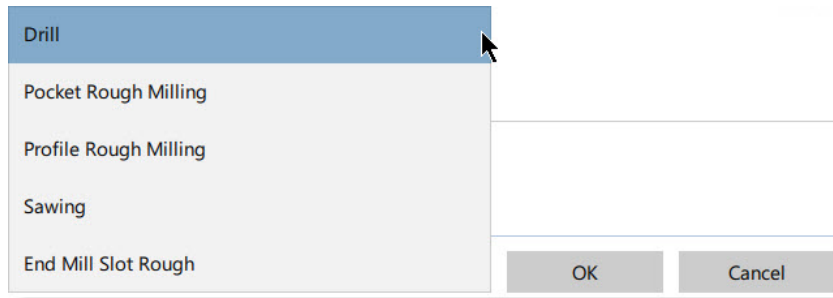 Drill
Pocket Rough Milling
Profile Rough Milling
Sawing
End Mill Slot Rough
OK
Cancel